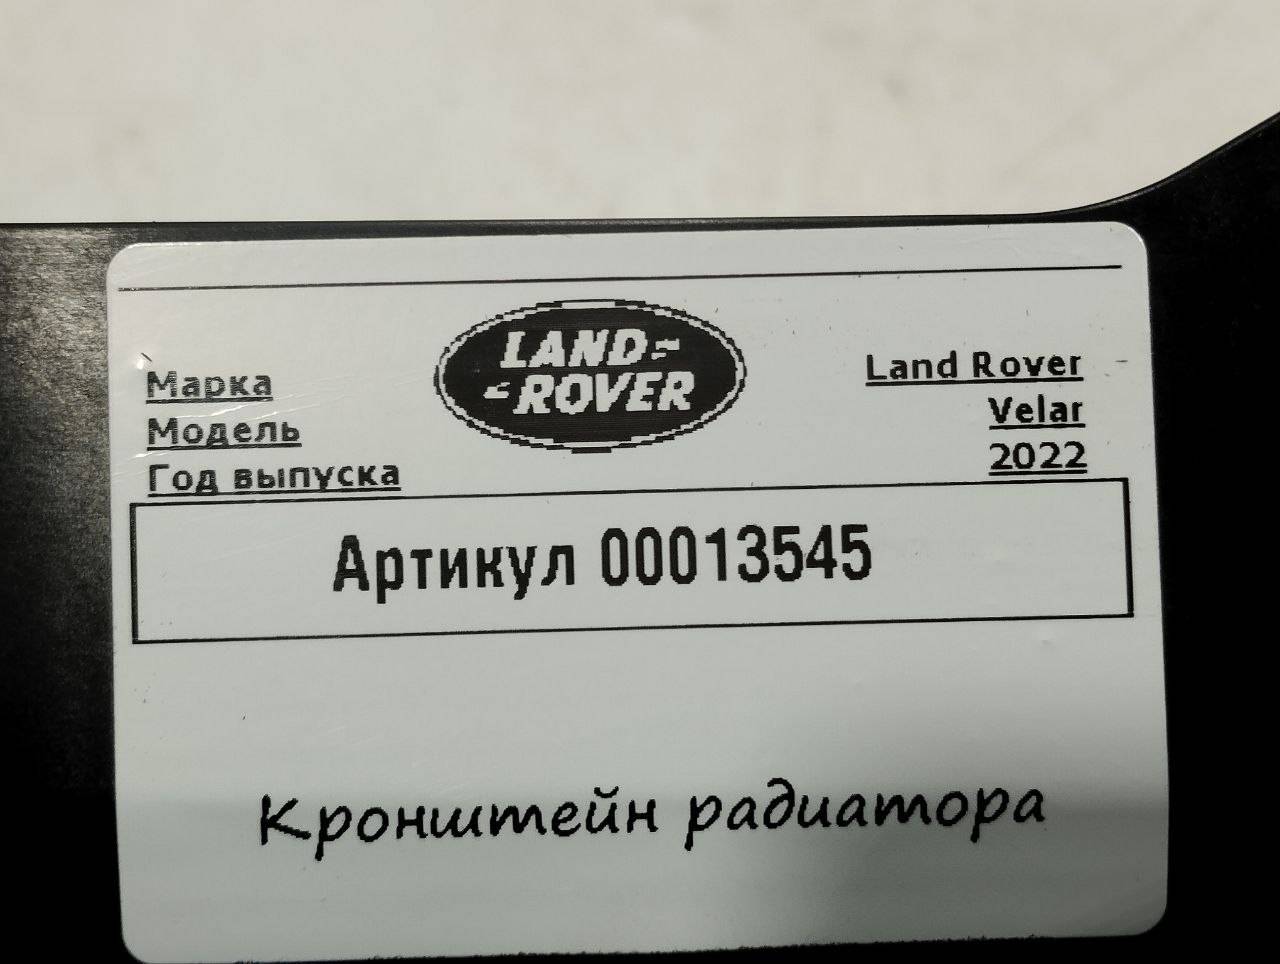 LAND-
-ROVER
Марка Land Rover
Модель Velar
Год выпуска 2022
Артикул 00013545
Кронштейн радиатора